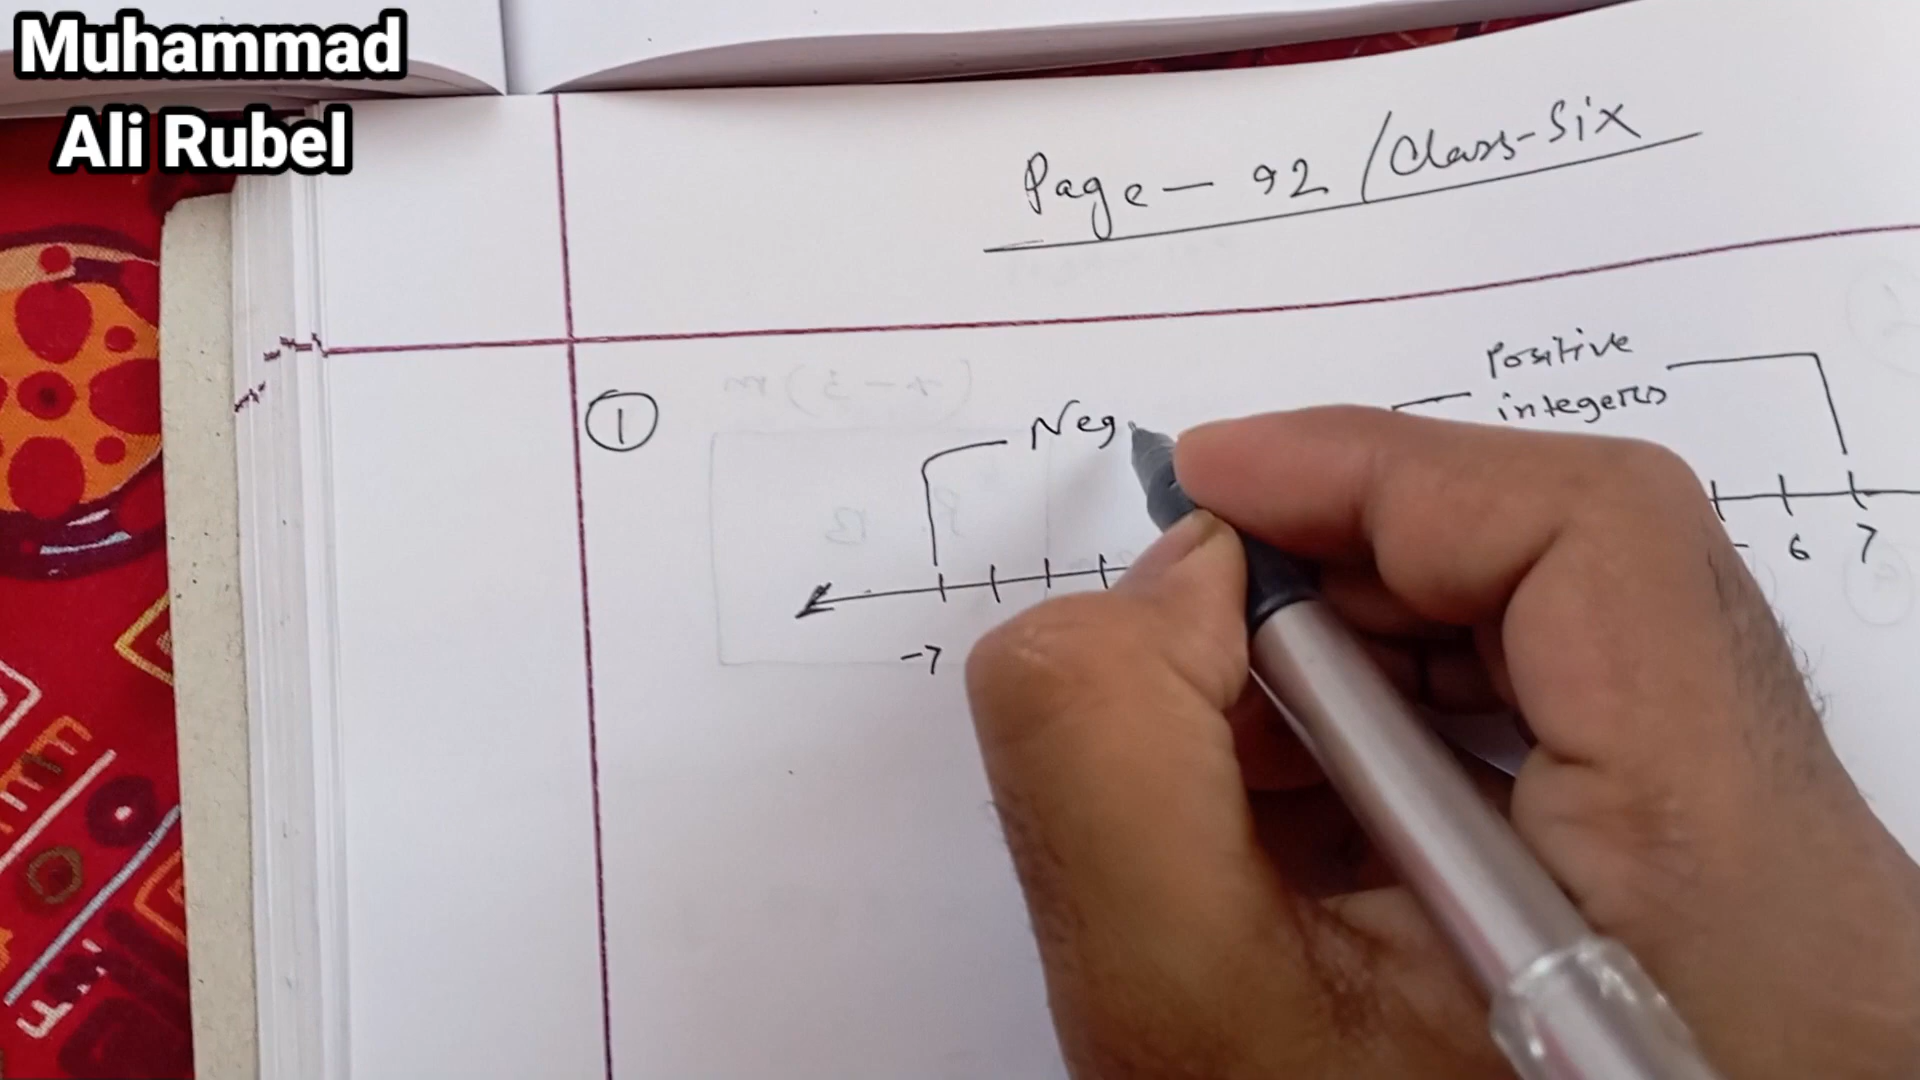 Muhammad
Ali Rubel
Page - 92 / Class-Six
Positive
integers
① Neg
6 7
-7